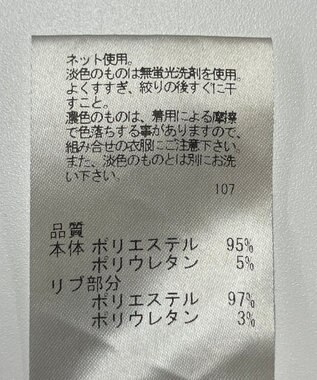 ネット使用。
淡色のものは無蛍光洗剤を使用。
よくすすぎ、絞りの後すぐに干
すこと。
濃色のものは、着用による摩擦
で色落ちする事がありますので、
組み合せの衣服にご注意下さい。
また、淡色のものとは別にお洗
い下さい。
107
品質
本体 ポリエステル 95%
ポリウレタン 5%
リブ部分
ポリエステル 97%
ポリウレタン 3%